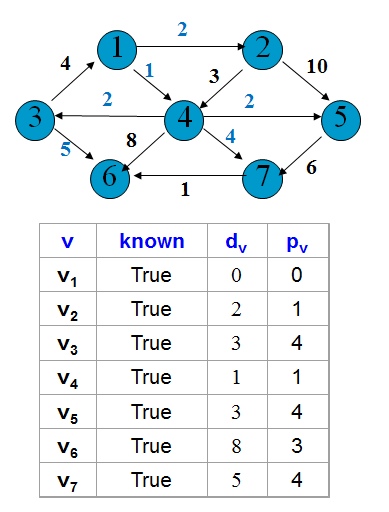 2
1 2
4 1 3 10
3 2 4 2 5
5 8 4 6
6 1 7
v known dv pv
v1 True 0 0
v2 True 2 1
v3 True 3 4
v4 True 1 1
v5 True 3 4
v6 True 8 3
v7 True 5 4